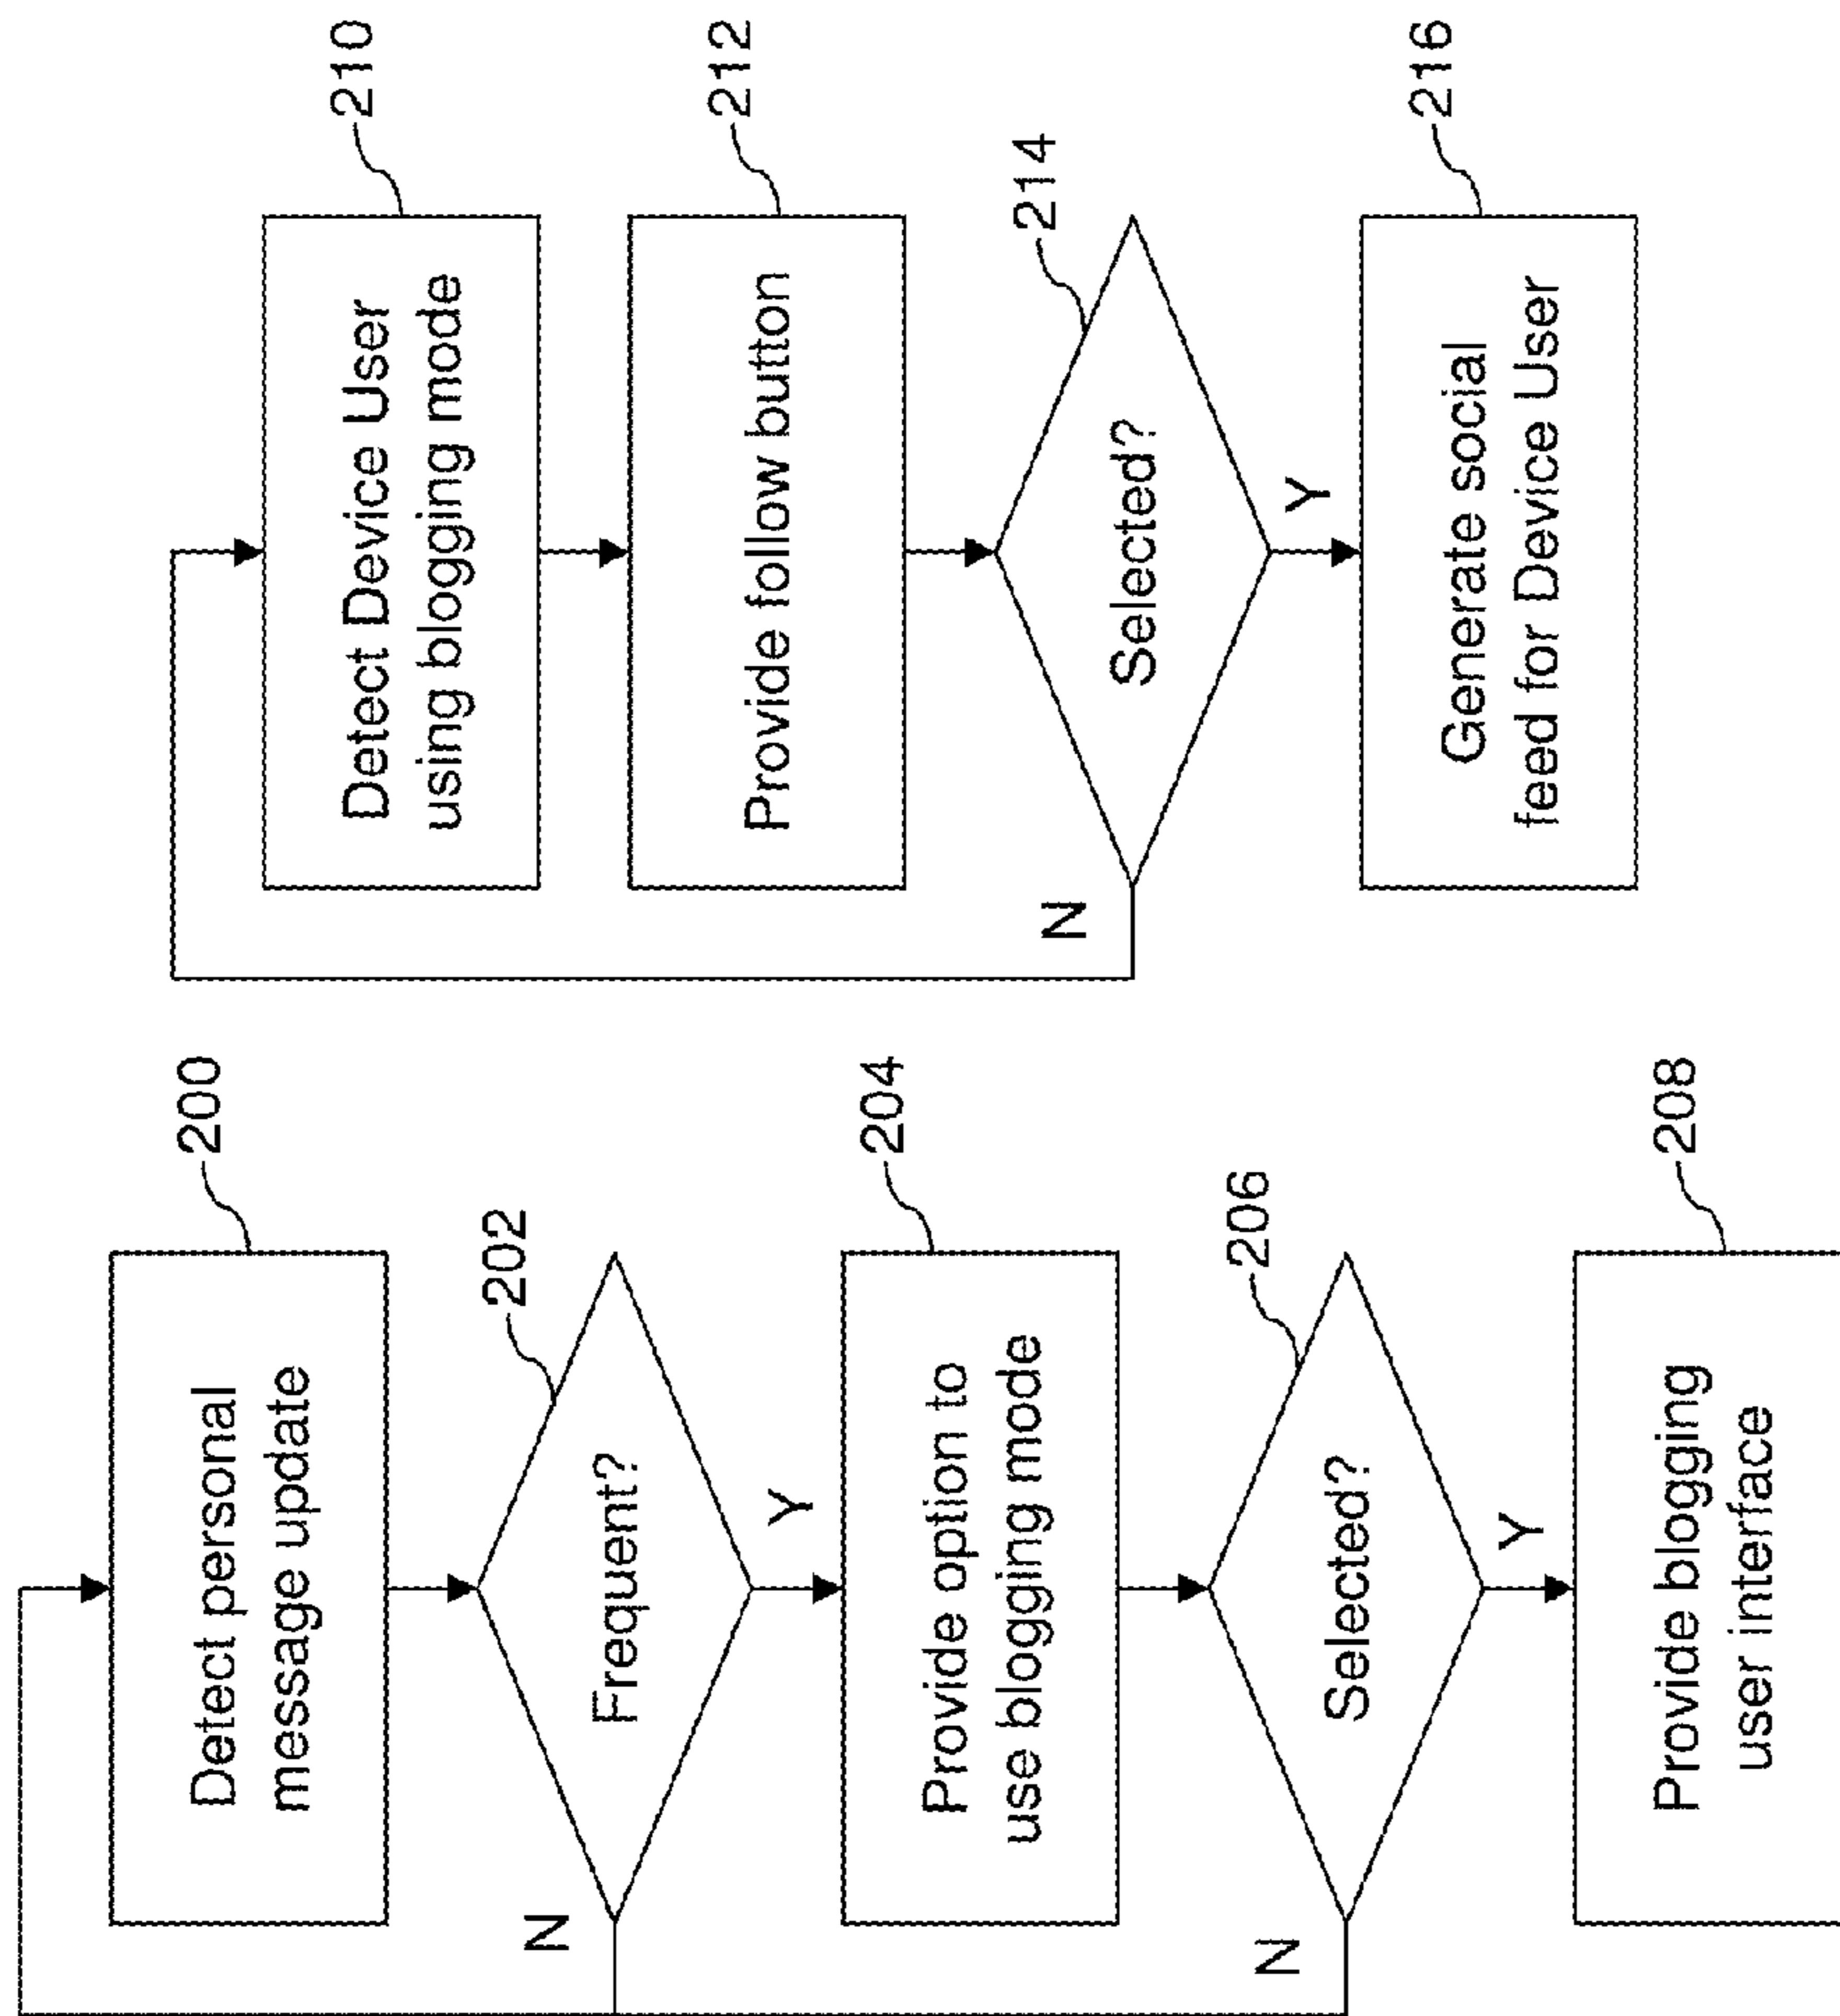 200
Detect personal
message update
202
Frequent?
N
Y
204
Provide option to
use blogging mode
206
Selected?
N
Y
208
Provide blogging
user interface
210
Detect Device User
using blogging mode
212
Provide follow button
214
Selected?
N
Y
216
Generate social
feed for Device User